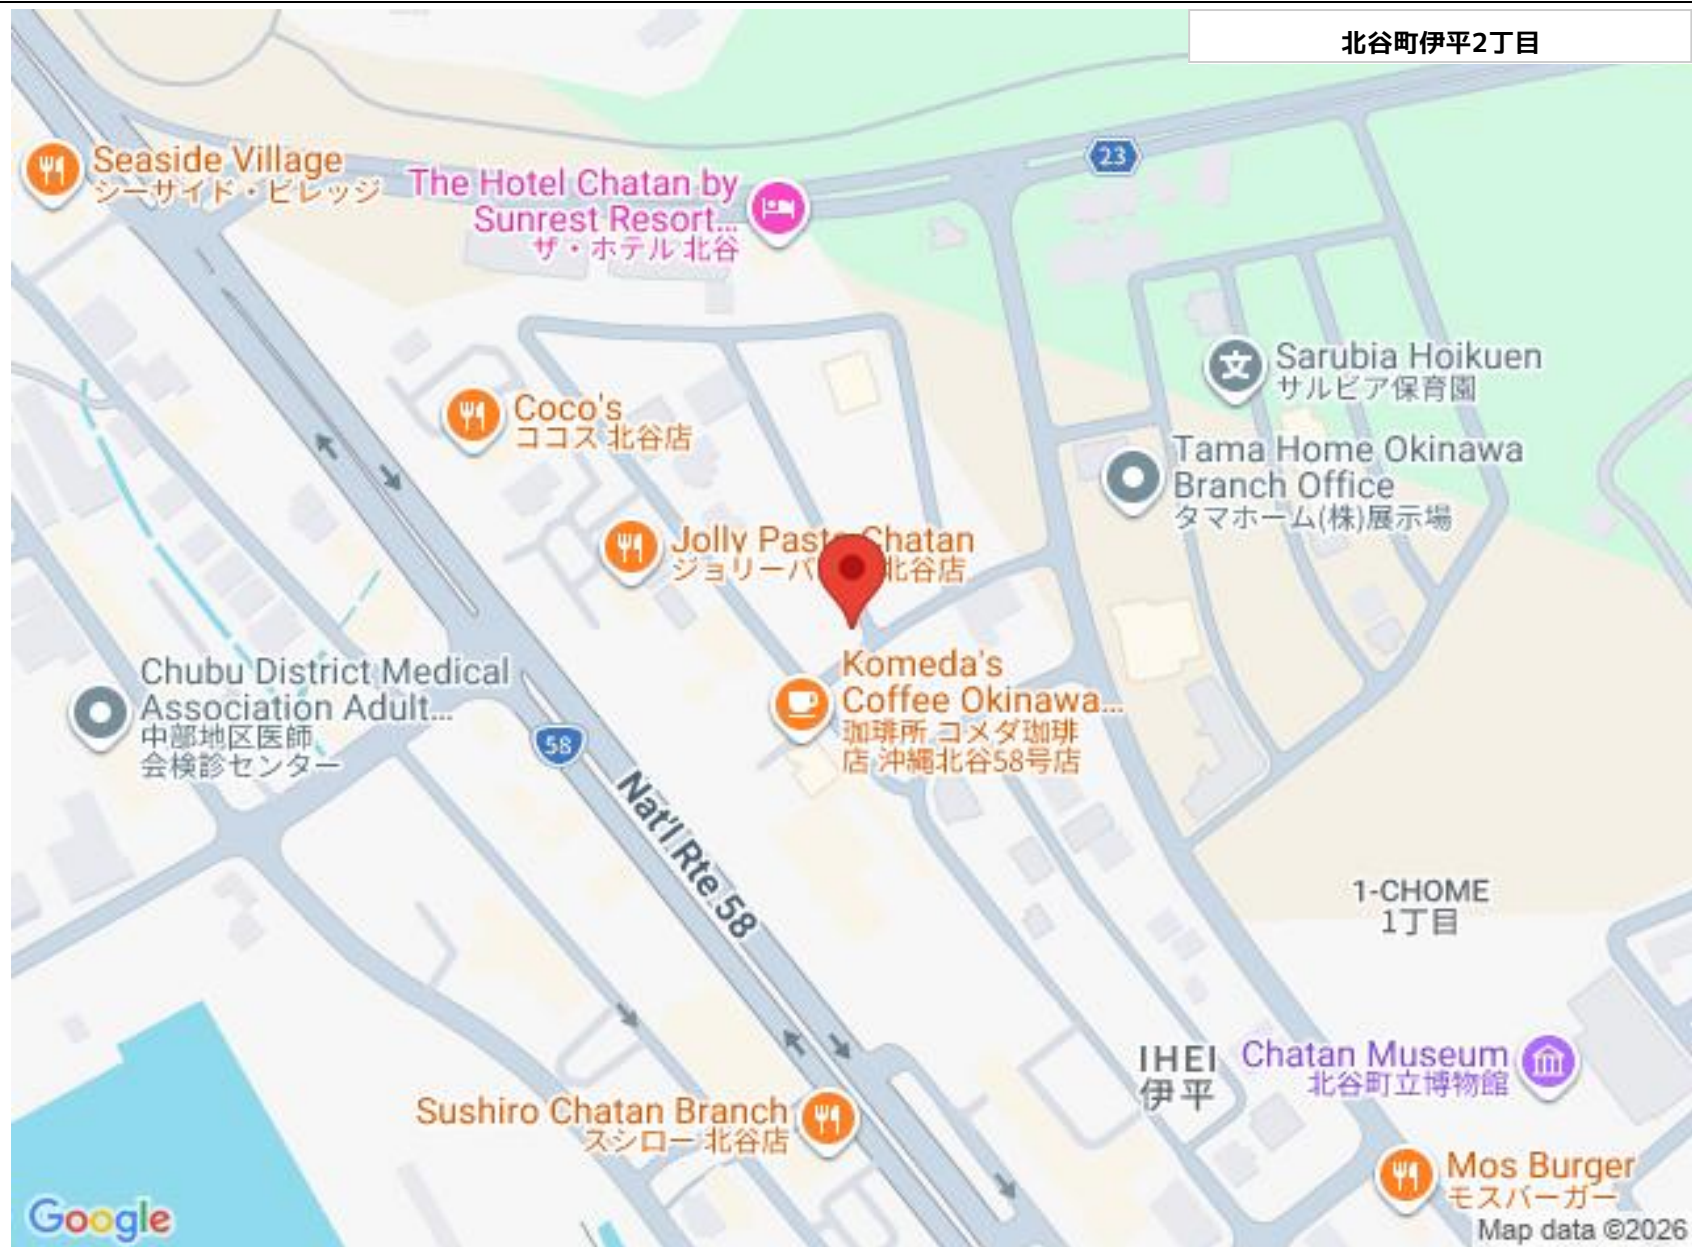 北谷町伊平2丁目
23
Seaside Village
シーサイド・ビレッジ
The Hotel Chatan by
Sunrest Resort...
ザ・ホテル 北谷
Sarubia Hoikuen
サルビア保育園
Coco's
ココス 北谷店
Tama Home Okinawa
Branch Office
タマホーム(株)展示場
Jolly Pasta Chatan
ジョリーパ 北谷店
Chubu District Medical
Association Adult...
中部地区医師
会検診センター
Komeda's
Coffee Okinawa...
珈琲所 コメダ珈琲
店 沖縄北谷58号店
58
Nat'l Rte 58
1-CHOME
1丁目
IHEI
伊平
Chatan Museum
北谷町立博物館
Sushiro Chatan Branch
スシロー 北谷店
Mos Burger
モスバーガー
Google
Map data ©2026